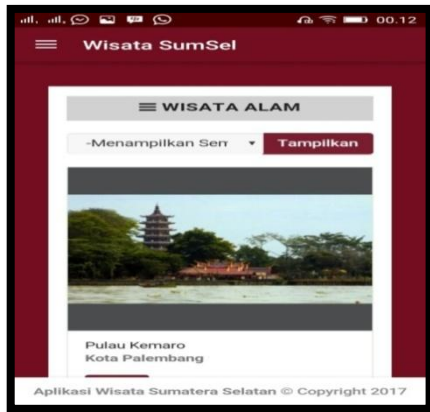 00.12
Wisata SumSel
WISATA ALAM
-Menampilkan Sem
Tampilkan
Pulau Kemaro
Kota Palembang
Aplikasi Wisata Sumatera Selatan © Copyright 2017